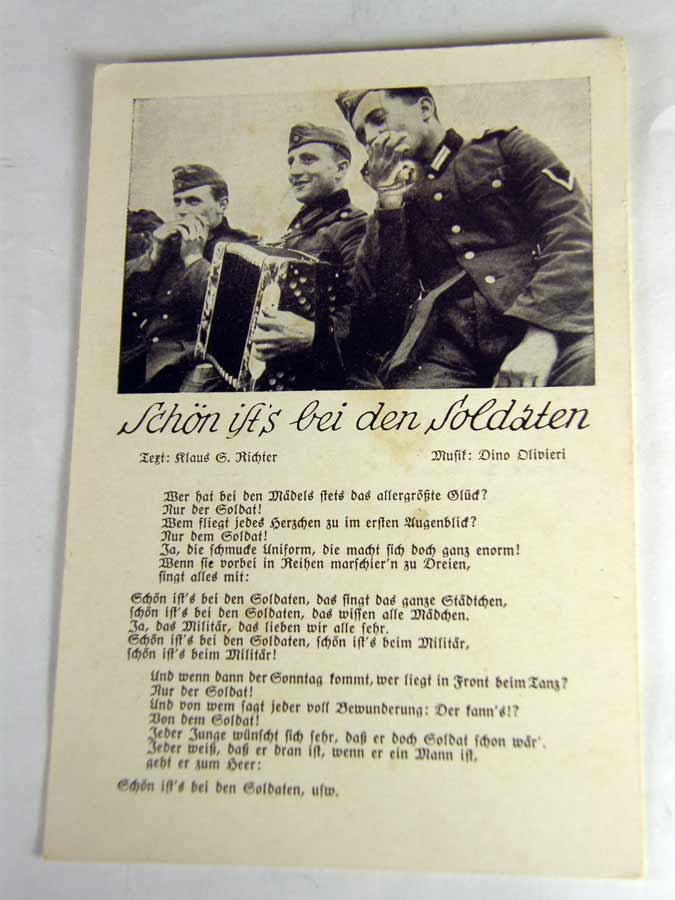 Schön ist's bei den Soldaten
Text: Klaus S. Richter
Musik: Dino Olivieri
Wer hat bei den Mädels stets das allergrößte Glück?
Nur der Soldat!
Wem fliegt jedes Herzchen zu im ersten Augenblick?
Nur dem Soldat!
Ja, die schmucke Uniform, die macht sich doch ganz enorm!
Wenn sie vorbei in Reihen marschier'n zu Dreien,
singt alles mit:
Schön ist's bei den Soldaten, das singt das ganze Städtchen,
schön ist's bei den Soldaten, das wissen alle Mädchen.
Ja, das Militär, das lieben wir alle sehr.
Schön ist's bei den Soldaten, schön ist's beim Militär,
schön ist's beim Militär!
Und wenn dann der Sonntag kommt, wer liegt in Front beim Tanz?
Nur der Soldat!
Und von wem sagt jeder voll Bewunderung: Der kann's!?
Von dem Soldat!
Jeder Junge wünscht sich sehr, daß er doch Soldat schon wär'.
Jeder weiß, daß er dran ist, wenn er ein Mann ist,
geht er zum Heer:
Schön ist's bei den Soldaten, usw.